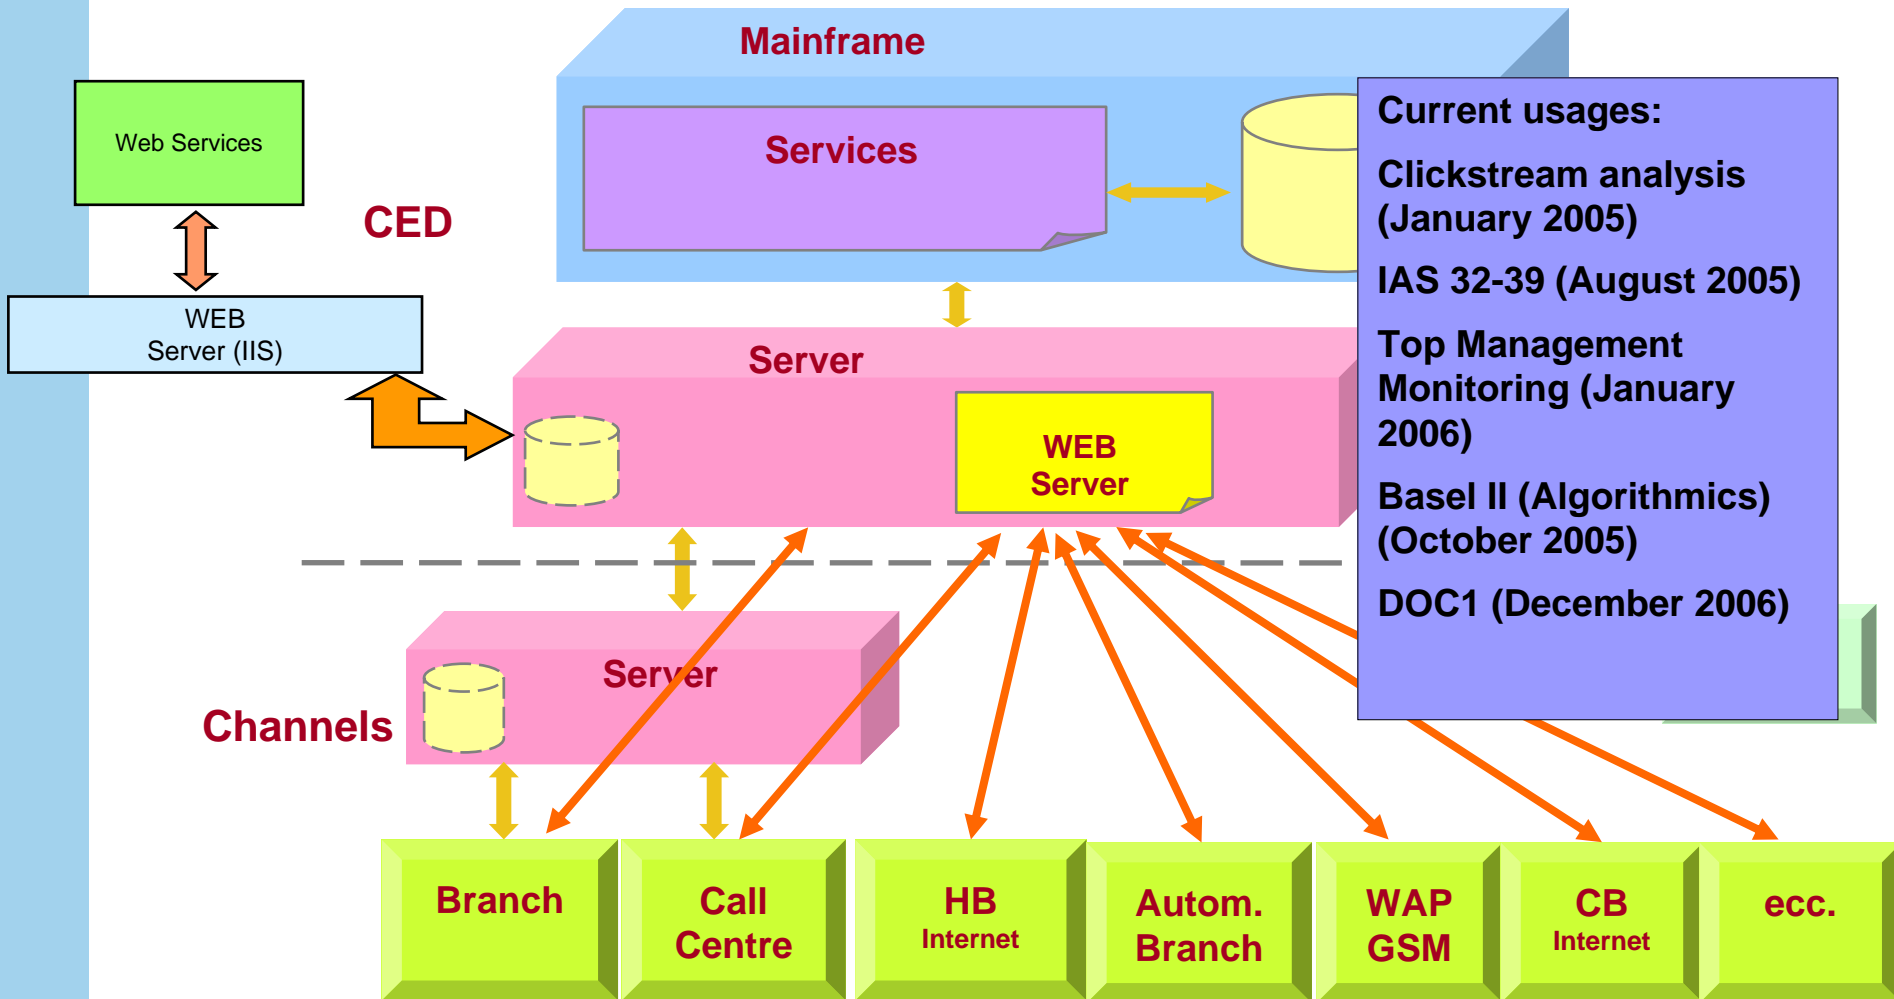 Mainframe
Web Services
Services
CED
WEB
Server (IIS)
Server
WEB
Server
Current usages:
Clickstream analysis
(January 2005)
IAS 32-39 (August 2005)
Top Management
Monitoring (January
2006)
Basel II (Algorithmics)
(October 2005)
DOC1 (December 2006)
Server
Channels
Branch
Call
Centre
HB
Internet
Autom.
Branch
WAP
GSM
CB
Internet
ecc.